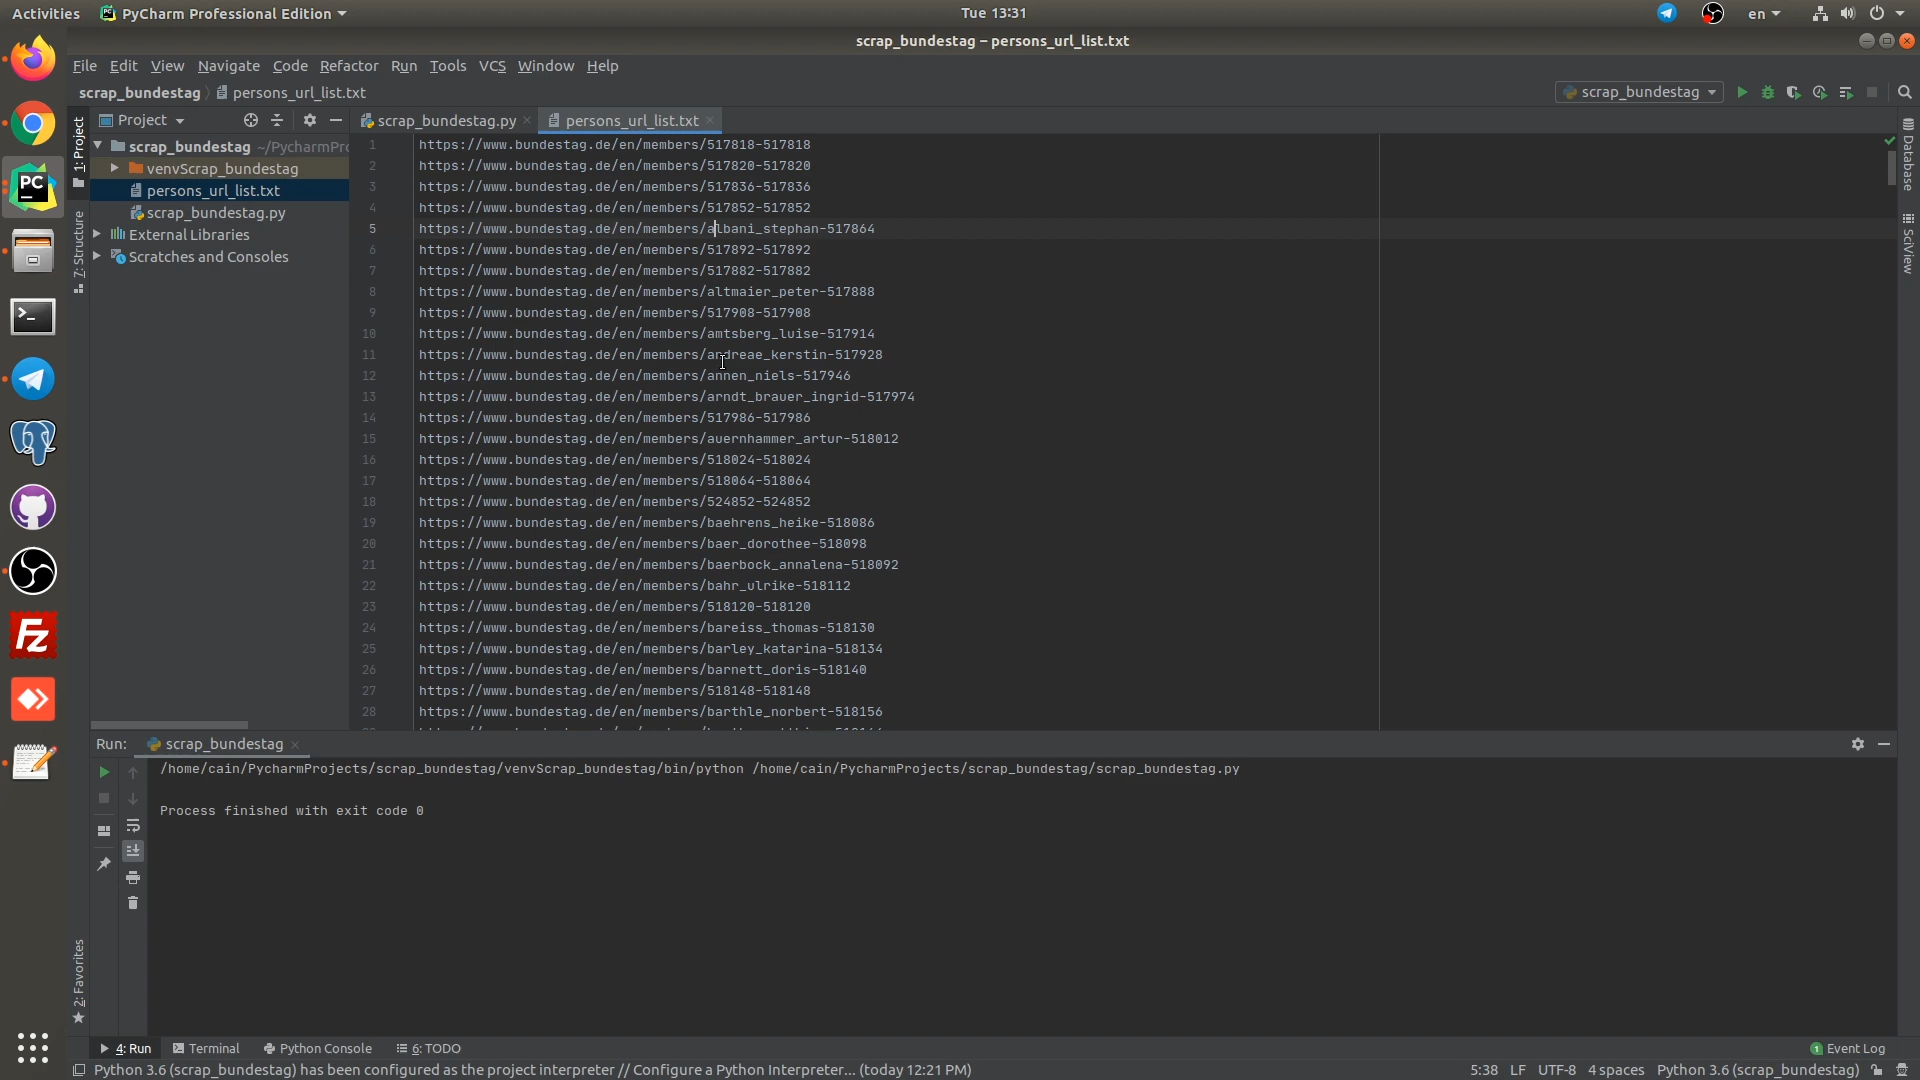 Activities PyCharm Professional Edition Tue 13:31 en
scrap_bundestag – persons_url_list.txt
File Edit View Navigate Code Refactor Run Tools VCS Window Help
scrap_bundestag persons_url_list.txt scrap_bundestag
Project scrap_bundestag.py persons_url_list.txt
1: Project
7: Structure
2: Favorites
Database
SciView
PC
Fz
scrap_bundestag ~/PycharmPro
venvScrap_bundestag
persons_url_list.txt
scrap_bundestag.py
External Libraries
Scratches and Consoles
1 https://www.bundestag.de/en/members/517818-517818
2 https://www.bundestag.de/en/members/517820-517820
3 https://www.bundestag.de/en/members/517836-517836
4 https://www.bundestag.de/en/members/517852-517852
5 https://www.bundestag.de/en/members/albani_stephan-517864
6 https://www.bundestag.de/en/members/517892-517892
7 https://www.bundestag.de/en/members/517882-517882
8 https://www.bundestag.de/en/members/altmaier_peter-517888
9 https://www.bundestag.de/en/members/517908-517908
10 https://www.bundestag.de/en/members/amtsberg_luise-517914
11 https://www.bundestag.de/en/members/andreae_kerstin-517928
12 https://www.bundestag.de/en/members/annen_niels-517946
13 https://www.bundestag.de/en/members/arndt_brauer_ingrid-517974
14 https://www.bundestag.de/en/members/517986-517986
15 https://www.bundestag.de/en/members/auernhammer_artur-518012
16 https://www.bundestag.de/en/members/518024-518024
17 https://www.bundestag.de/en/members/518064-518064
18 https://www.bundestag.de/en/members/524852-524852
19 https://www.bundestag.de/en/members/baehrens_heike-518086
20 https://www.bundestag.de/en/members/baer_dorothee-518098
21 https://www.bundestag.de/en/members/baerbock_annalena-518092
22 https://www.bundestag.de/en/members/bahr_ulrike-518112
23 https://www.bundestag.de/en/members/518120-518120
24 https://www.bundestag.de/en/members/bareiss_thomas-518130
25 https://www.bundestag.de/en/members/barley_katarina-518134
26 https://www.bundestag.de/en/members/barnett_doris-518140
27 https://www.bundestag.de/en/members/518148-518148
28 https://www.bundestag.de/en/members/barthle_norbert-518156
Run: scrap_bundestag
/home/cain/PycharmProjects/scrap_bundestag/venvScrap_bundestag/bin/python /home/cain/PycharmProjects/scrap_bundestag/scrap_bundestag.py
Process finished with exit code 0
4: Run Terminal Python Console 6: TODO 1 Event Log
Python 3.6 (scrap_bundestag) has been configured as the project interpreter // Configure a Python Interpreter... (today 12:21 PM) 5:38 LF UTF-8 4 spaces Python 3.6 (scrap_bundestag)